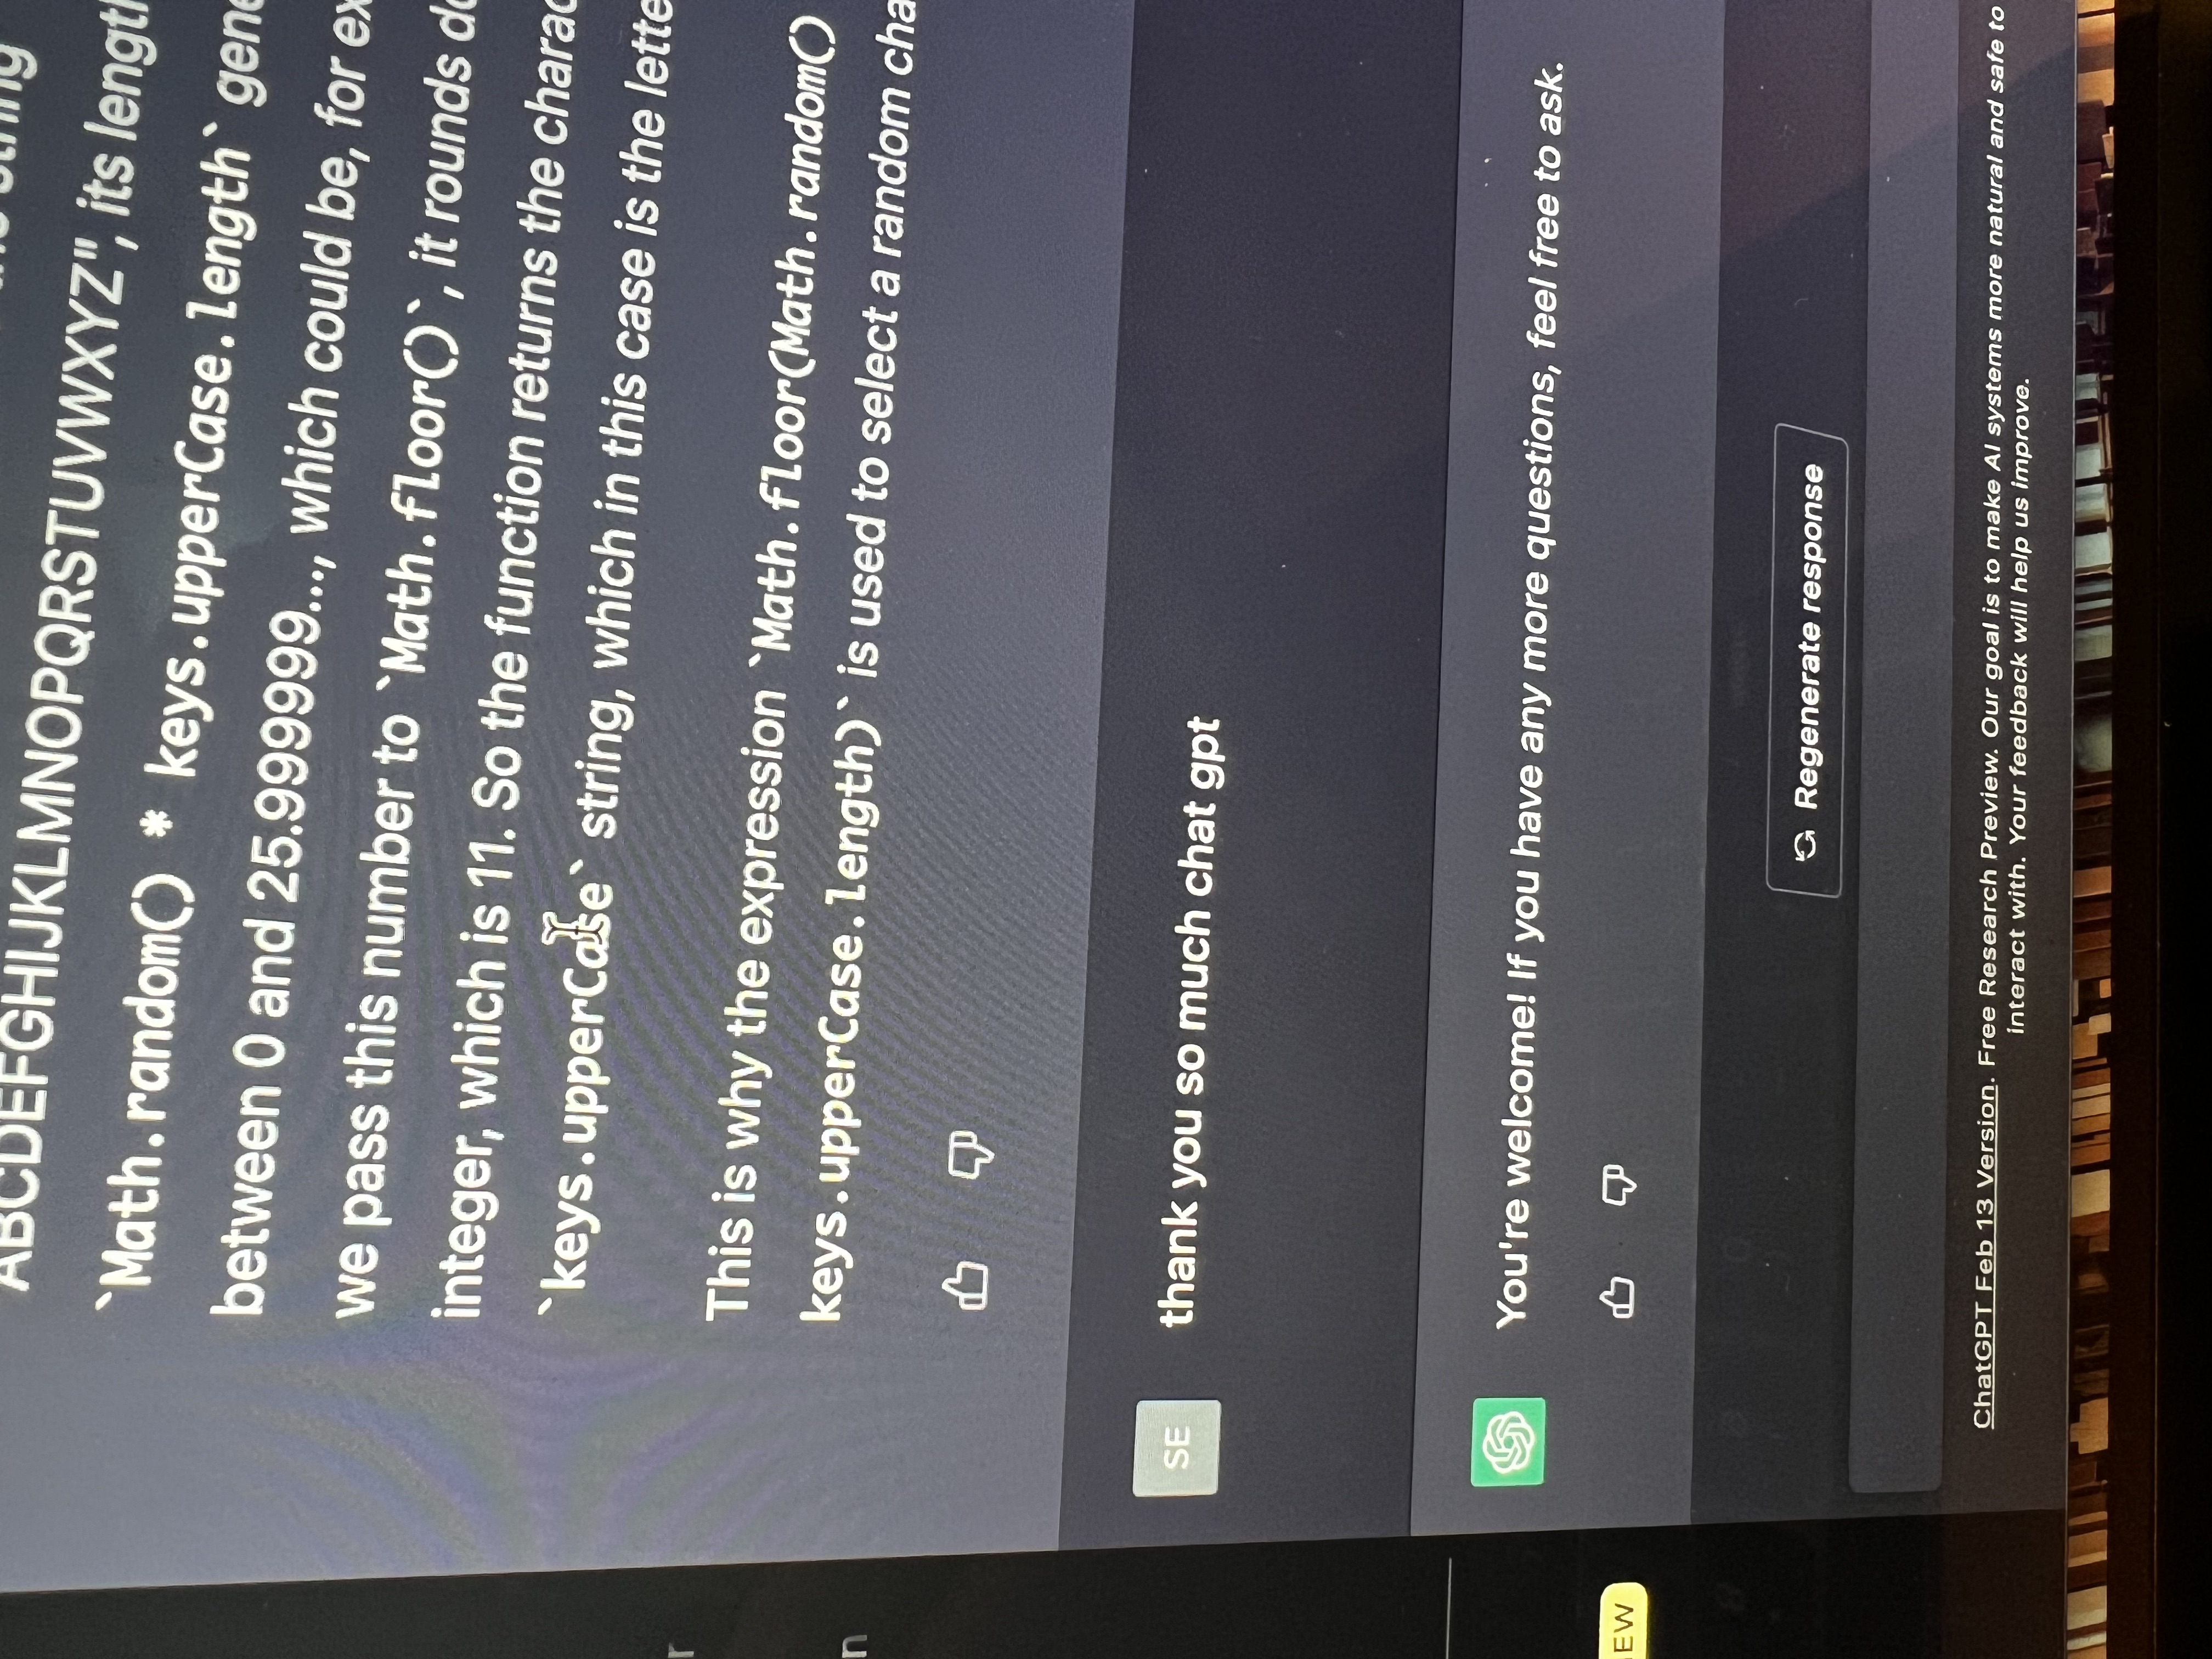 string
ABCDEFGHIJKLMNOPQRSTUVWXYZ", its
`Math.random() * keys.upperCase.length`
between 0 and 25.999999..., which could be, for
we pass this number to `Math.floor()`, it rounds
integer, which is 11. So the function returns the
`keys.upperCase` string, which in this case is the
This is why the expression `Math.floor(Math.random()
keys.upperCase.length)` is used to select a random
SE
thank you so much chat gpt
You're welcome! If you have any more questions, feel free to ask.
Regenerate response
ChatGPT Feb 13 Version. Free Research Preview. Our goal is to make AI systems more natural and safe to
interact with. Your feedback will help us improve.